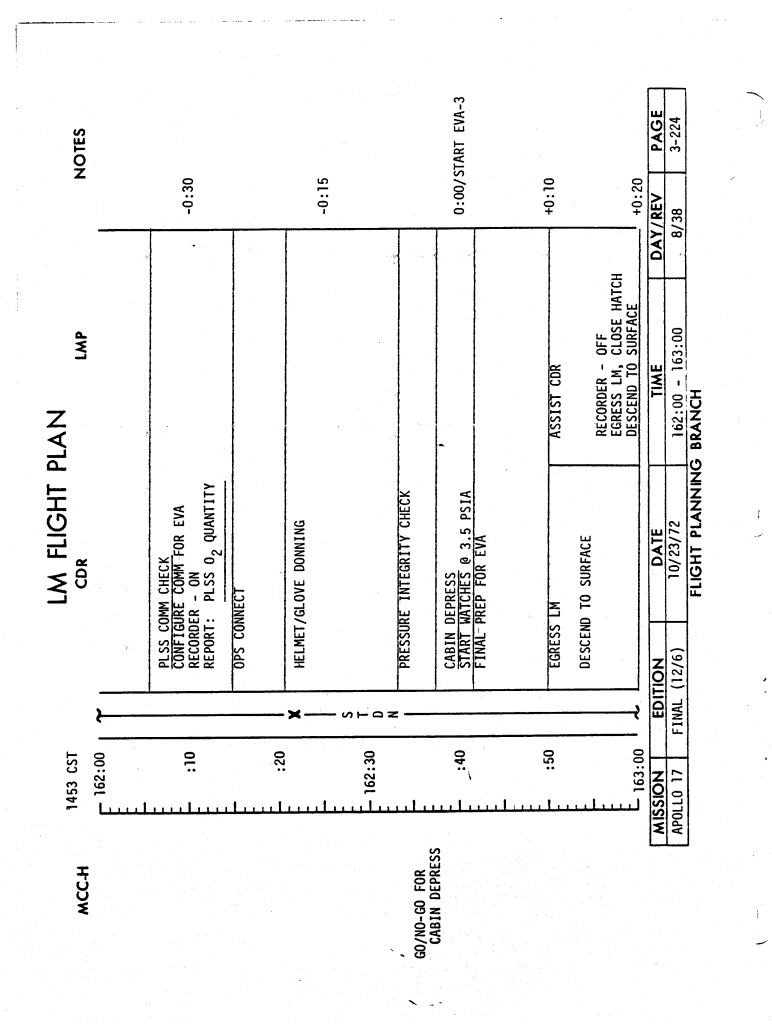 LM FLIGHT PLAN
MCC-H
1453 CST
CDR
LMP
NOTES
162:00
PLSS COMM CHECK
CONFIGURE COMM FOR EVA
RECORDER - ON
REPORT: PLSS O2 QUANTITY
:10
-0:30
OPS CONNECT
:20
X
HELMET/GLOVE DONNING
-0:15
S
T
D
N
162:30
PRESSURE INTEGRITY CHECK
GO/NO-GO FOR
CABIN DEPRESS
CABIN DEPRESS
START WATCHES @ 3.5 PSIA
:40
0:00/START EVA-3
FINAL PREP FOR EVA
:50
EGRESS LM
ASSIST CDR
+0:10
DESCEND TO SURFACE
RECORDER - OFF
EGRESS LM, CLOSE HATCH
DESCEND TO SURFACE
163:00
+0:20
MISSION EDITION DATE TIME DAY/REV PAGE
APOLLO 17 FINAL (12/6) 10/23/72 162:00 - 163:00 8/38 3-224
FLIGHT PLANNING BRANCH